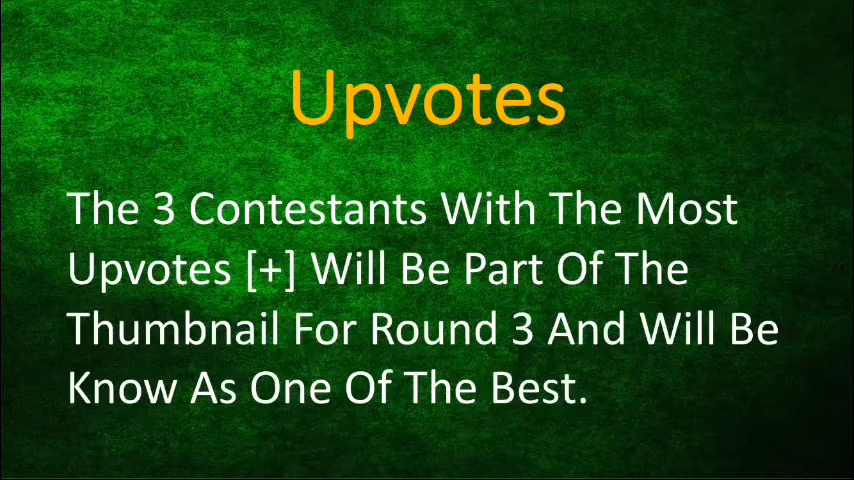 Upvotes
The 3 Contestants With The Most
Upvotes [+] Will Be Part Of The
Thumbnail For Round 3 And Will Be
Know As One Of The Best.